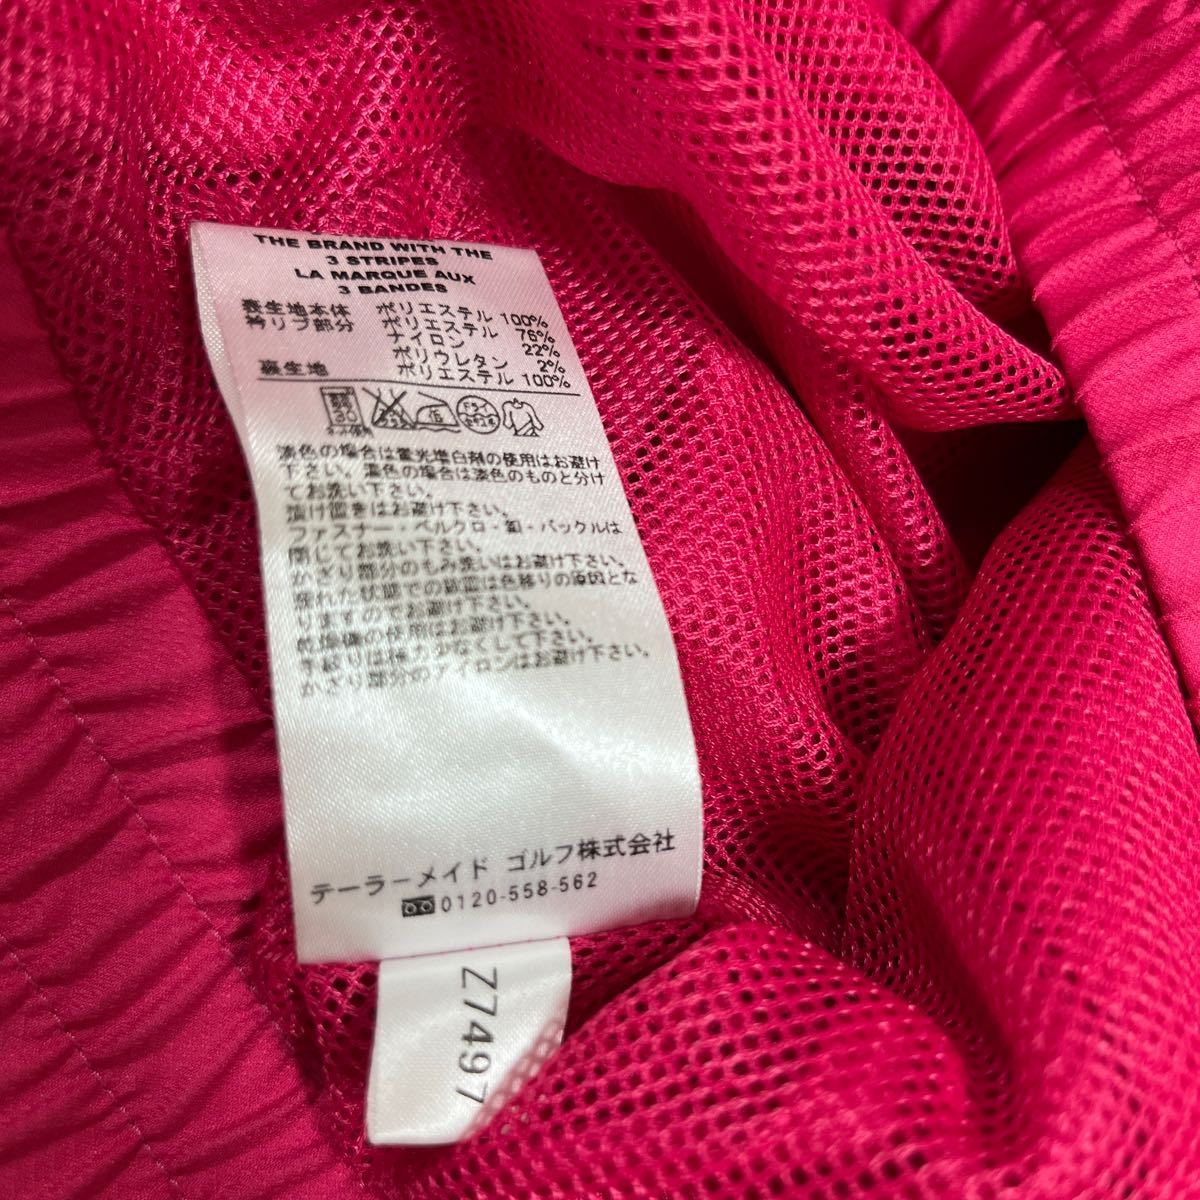 THE BRAND WITH THE
3 STRIPES
LA MARQUE AUX
3 BANDES
表生地本体 ポリエステル 100%
衿リブ部分 ポリエステル 76%
ナイロン 22%
ポリウレタン 2%
裏生地 ポリエステル 100%
淡色の場合は蛍光増白剤の使用はお避け
下さい。濃色の場合は淡色のものと分け
てお洗い下さい。
漬け置きはお避け下さい。
ファスナー・ベルクロ・釦・バックルは
閉じてお洗い下さい。
かざり部分のもみ洗いはお避け下さい。
濡れた状態での放置は色移りの原因とな
りますのでお避け下さい。
乾燥機の使用はお避け下さい。
手絞りは極力少なくして下さい。
かざり部分のアイロンはお避け下さい。
テーラーメイド ゴルフ株式会社
0120-558-562
Z7497